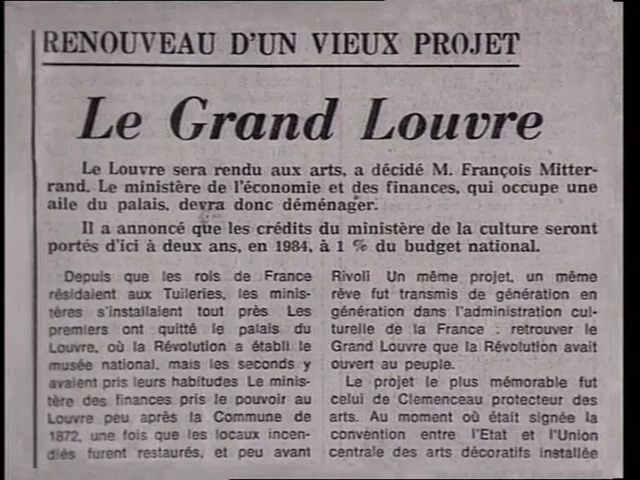 RENOUVEAU D'UN VIEUX PROJET
Le Grand Louvre
Le Louvre sera rendu aux arts, a décidé M. François Mitter-
rand. Le ministère de l'économie et des finances, qui occupe une
aile du palais, devra donc déménager.
Il a annoncé que les crédits du ministère de la culture seront
portés d'ici à deux ans, en 1984, à 1 % du budget national.
Depuis que les rois de France
résidaient aux Tuileries, les minis-
tères s'installaient tout près Les
premiers ont quitté le palais du
Louvre, où la Révolution a établi le
musée national, mais les seconds y
avaient pris leurs habitudes Le minis-
tère des finances prit le pouvoir au
Louvre peu après la Commune de
1872, une fois que les locaux incen-
diés furent restaurés, et peu avant
Rivoli Un même projet, un même
rêve fut transmis de génération en
génération dans l'administration cul-
turelle de la France : retrouver le
Grand Louvre que la Révolution avait
ouvert au peuple.
Le projet le plus mémorable fut
celui de Clemenceau protecteur des
arts. Au moment où était signée la
convention entre l'Etat et l'Union
centrale des arts décoratifs installée